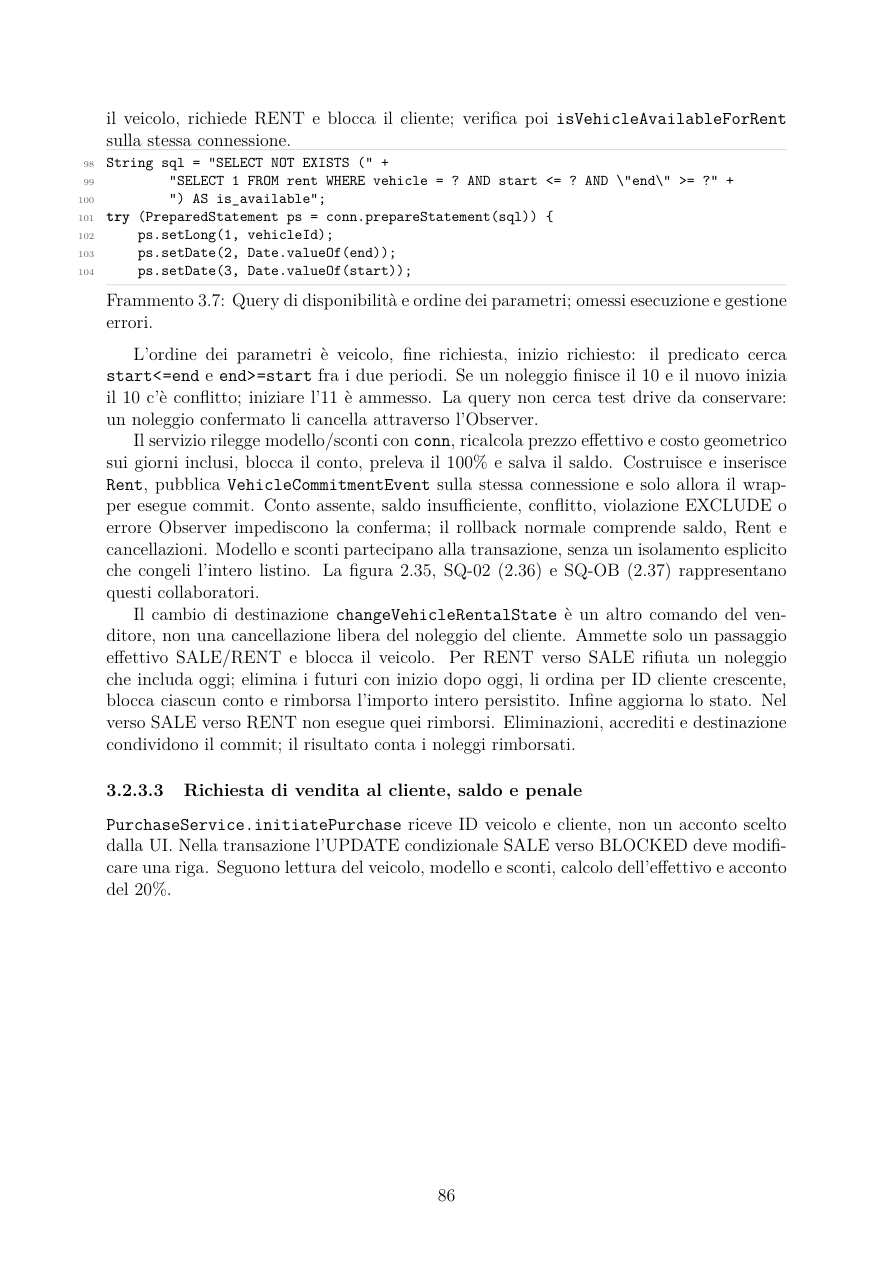 il veicolo, richiede RENT e blocca il cliente; verifica poi isVehicleAvailableForRent
sulla stessa connessione.
98 String sql = "SELECT NOT EXISTS (" +
99 "SELECT 1 FROM rent WHERE vehicle = ? AND start <= ? AND \"end\" >= ?" +
100 ") AS is_available";
101 try (PreparedStatement ps = conn.prepareStatement(sql)) {
102 ps.setLong(1, vehicleId);
103 ps.setDate(2, Date.valueOf(end));
104 ps.setDate(3, Date.valueOf(start));
Frammento 3.7: Query di disponibilità e ordine dei parametri; omessi esecuzione e gestione
errori.
L'ordine dei parametri è veicolo, fine richiesta, inizio richiesto: il predicato cerca
start<=end e end>=start fra i due periodi. Se un noleggio finisce il 10 e il nuovo inizia
il 10 c'è conflitto; iniziare l'11 è ammesso. La query non cerca test drive da conservare:
un noleggio confermato li cancella attraverso l'Observer.
Il servizio rilegge modello/sconti con conn, ricalcola prezzo effettivo e costo geometrico
sui giorni inclusi, blocca il conto, preleva il 100% e salva il saldo. Costruisce e inserisce
Rent, pubblica VehicleCommitmentEvent sulla stessa connessione e solo allora il wrap-
per esegue commit. Conto assente, saldo insufficiente, conflitto, violazione EXCLUDE o
errore Observer impediscono la conferma; il rollback normale comprende saldo, Rent e
cancellazioni. Modello e sconti partecipano alla transazione, senza un isolamento esplicito
che congeli l'intero listino. La figura 2.35, SQ-02 (2.36) e SQ-OB (2.37) rappresentano
questi collaboratori.
Il cambio di destinazione changeVehicleRentalState è un altro comando del ven-
ditore, non una cancellazione libera del noleggio del cliente. Ammette solo un passaggio
effettivo SALE/RENT e blocca il veicolo. Per RENT verso SALE rifiuta un noleggio
che includa oggi; elimina i futuri con inizio dopo oggi, li ordina per ID cliente crescente,
blocca ciascun conto e rimborsa l'importo intero persistito. Infine aggiorna lo stato. Nel
verso SALE verso RENT non esegue quei rimborsi. Eliminazioni, accrediti e destinazione
condividono il commit; il risultato conta i noleggi rimborsati.
3.2.3.3 Richiesta di vendita al cliente, saldo e penale
PurchaseService.initiatePurchase riceve ID veicolo e cliente, non un acconto scelto
dalla UI. Nella transazione l'UPDATE condizionale SALE verso BLOCKED deve modifi-
care una riga. Seguono lettura del veicolo, modello e sconti, calcolo dell'effettivo e acconto
del 20%.
86